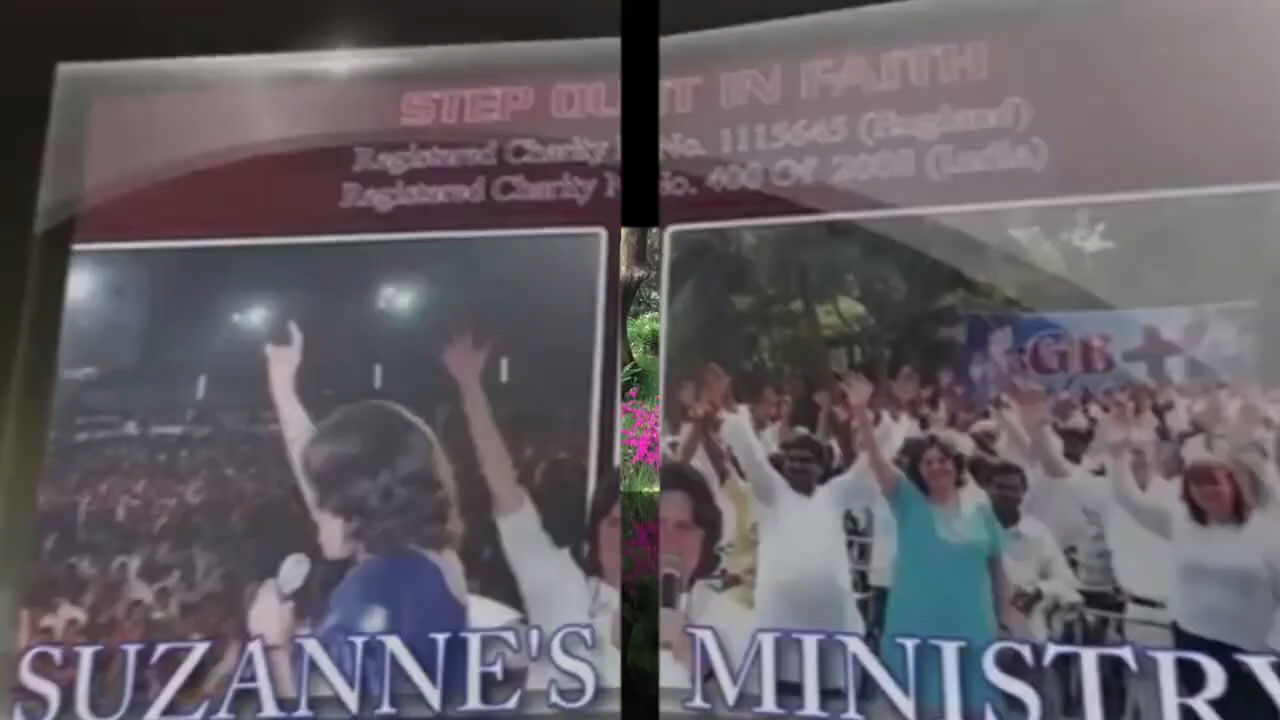 STEP OUT IN FAITH
Registered Charity No. 1115645 (England)
Registered Charity No. 400 Of 2008 (India)
GB
SUZANNE'S MINISTRY